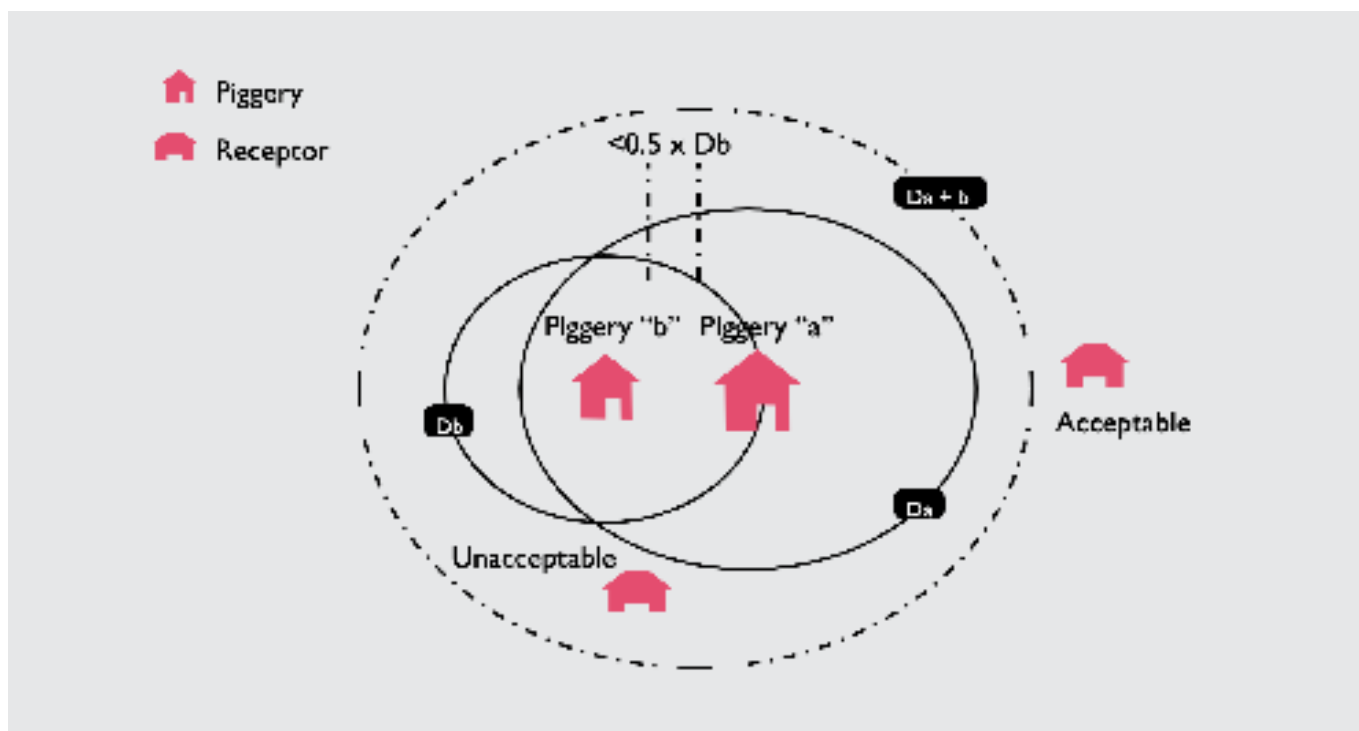 Piggery
Receptor
<0.5 x Db
Da + b
Piggery “b”
Piggery “a”
Db
Acceptable
Da
Unacceptable